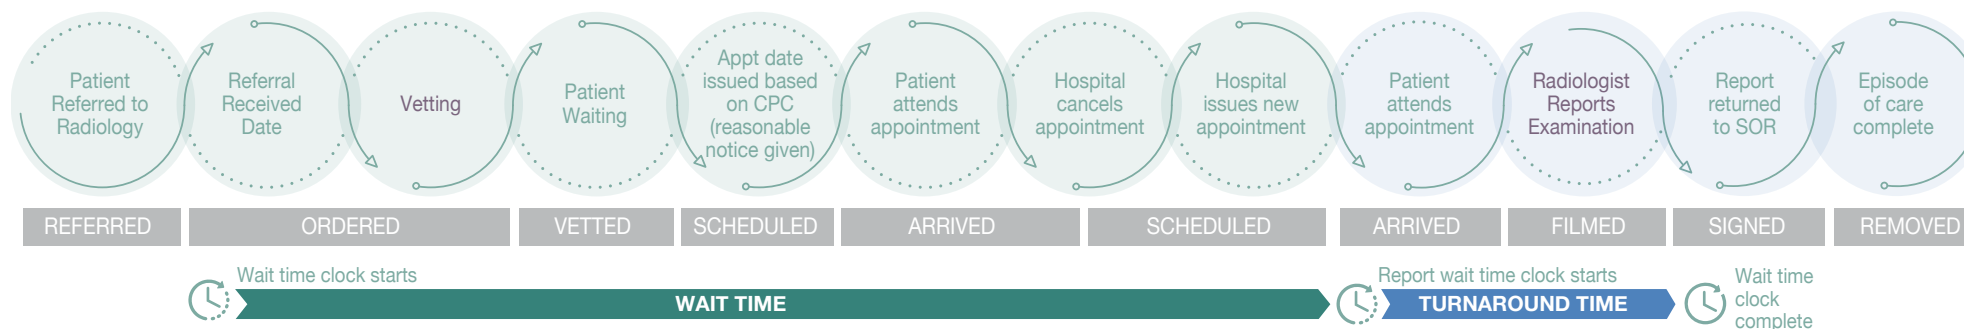 Patient
Referred to
Radiology
Referral
Received
Date
Vetting
Patient
Waiting
Appt date
issued based
on CPC
(reasonable
notice given)
Patient
attends
appointment
Hospital
cancels
appointment
Hospital
issues new
appointment
Patient
attends
appointment
Radiologist
Reports
Examination
Report
returned
to SOR
Episode
of care
complete
REFERRED
ORDERED
VETTED
SCHEDULED
ARRIVED
SCHEDULED
ARRIVED
FILMED
SIGNED
REMOVED
Wait time clock starts
WAIT TIME
Report wait time clock starts
TURNAROUND TIME
Wait time
clock
complete